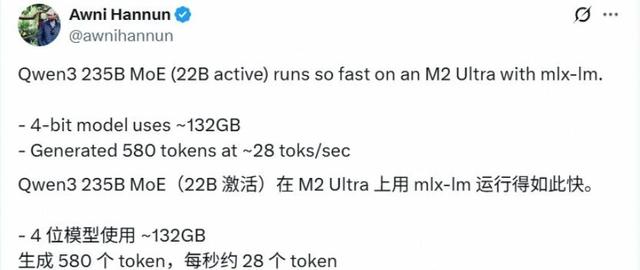 Awni Hannun
@awnihannun
Qwen3 235B MoE (22B active) runs so fast on an M2 Ultra with mlx-lm.
- 4-bit model uses ~132GB
- Generated 580 tokens at ~28 toks/sec
Qwen3 235B MoE（22B 激活）在 M2 Ultra 上用 mlx-lm 运行得如此快。
- 4 位模型使用 ~132GB
生成 580 个 token，每秒约 28 个 token